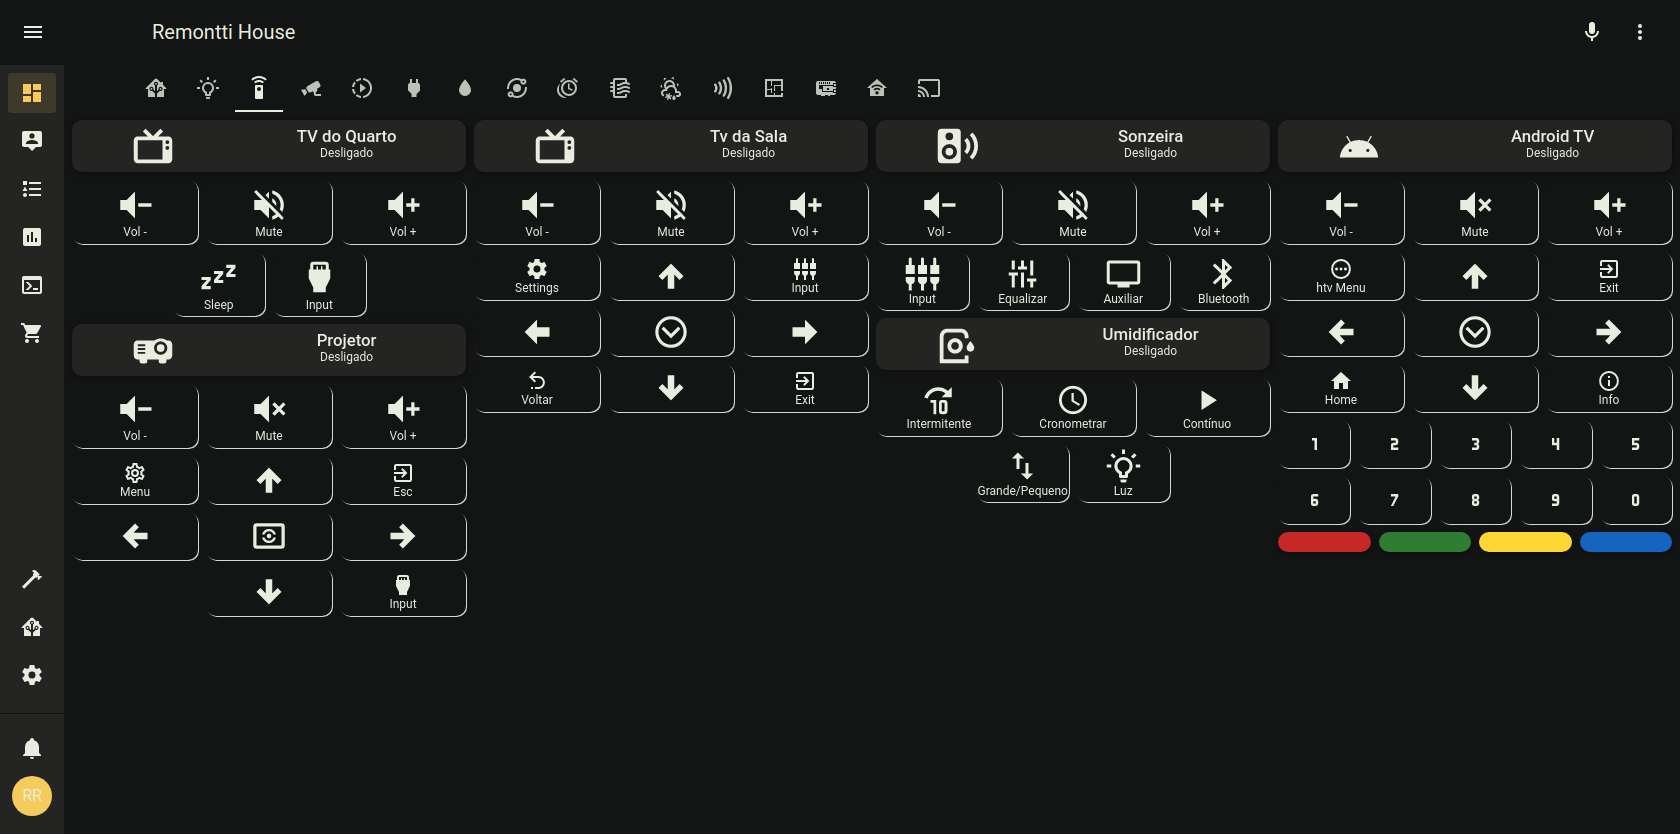 Remontti House
TV do Quarto
Desligado
Vol -
Mute
Vol +
Sleep
Input
Projetor
Desligado
Vol -
Mute
Vol +
Menu
Esc
Input
Tv da Sala
Desligado
Vol -
Mute
Vol +
Settings
Input
Voltar
Exit
Sonzeira
Desligado
Vol -
Mute
Vol +
Input
Equalizar
Auxiliar
Bluetooth
Umidificador
Desligado
10
Intermitente
Cronometrar
Contínuo
Grande/Pequeno
Luz
Android TV
Desligado
Vol -
Mute
Vol +
htv Menu
Exit
Home
Info
1 2 3 4 5
6 7 8 9 0
RR